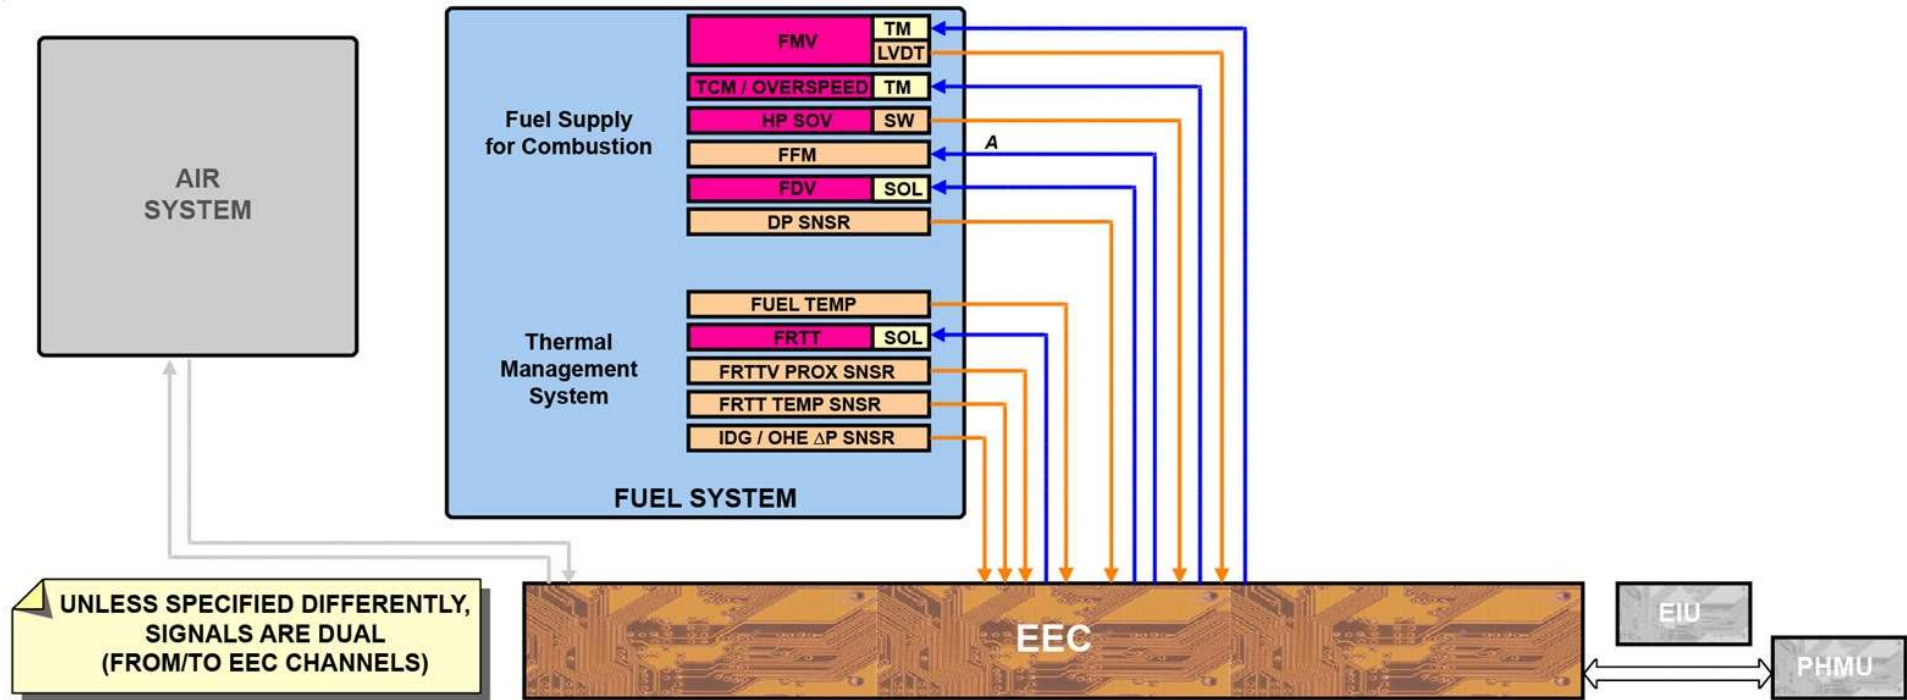 AIR
SYSTEM
Fuel Supply
for Combustion
FMV
TM
LVDT
TCM / OVERSPEED
TM
HP SOV
SW
FFM
A
FDV
SOL
DP SNSR
Thermal
Management
System
FUEL TEMP
FRTT
SOL
FRTTV PROX SNSR
FRTT TEMP SNSR
IDG / OHE ΔP SNSR
FUEL SYSTEM
UNLESS SPECIFIED DIFFERENTLY,
SIGNALS ARE DUAL
(FROM/TO EEC CHANNELS)
EEC
EIU
PHMU